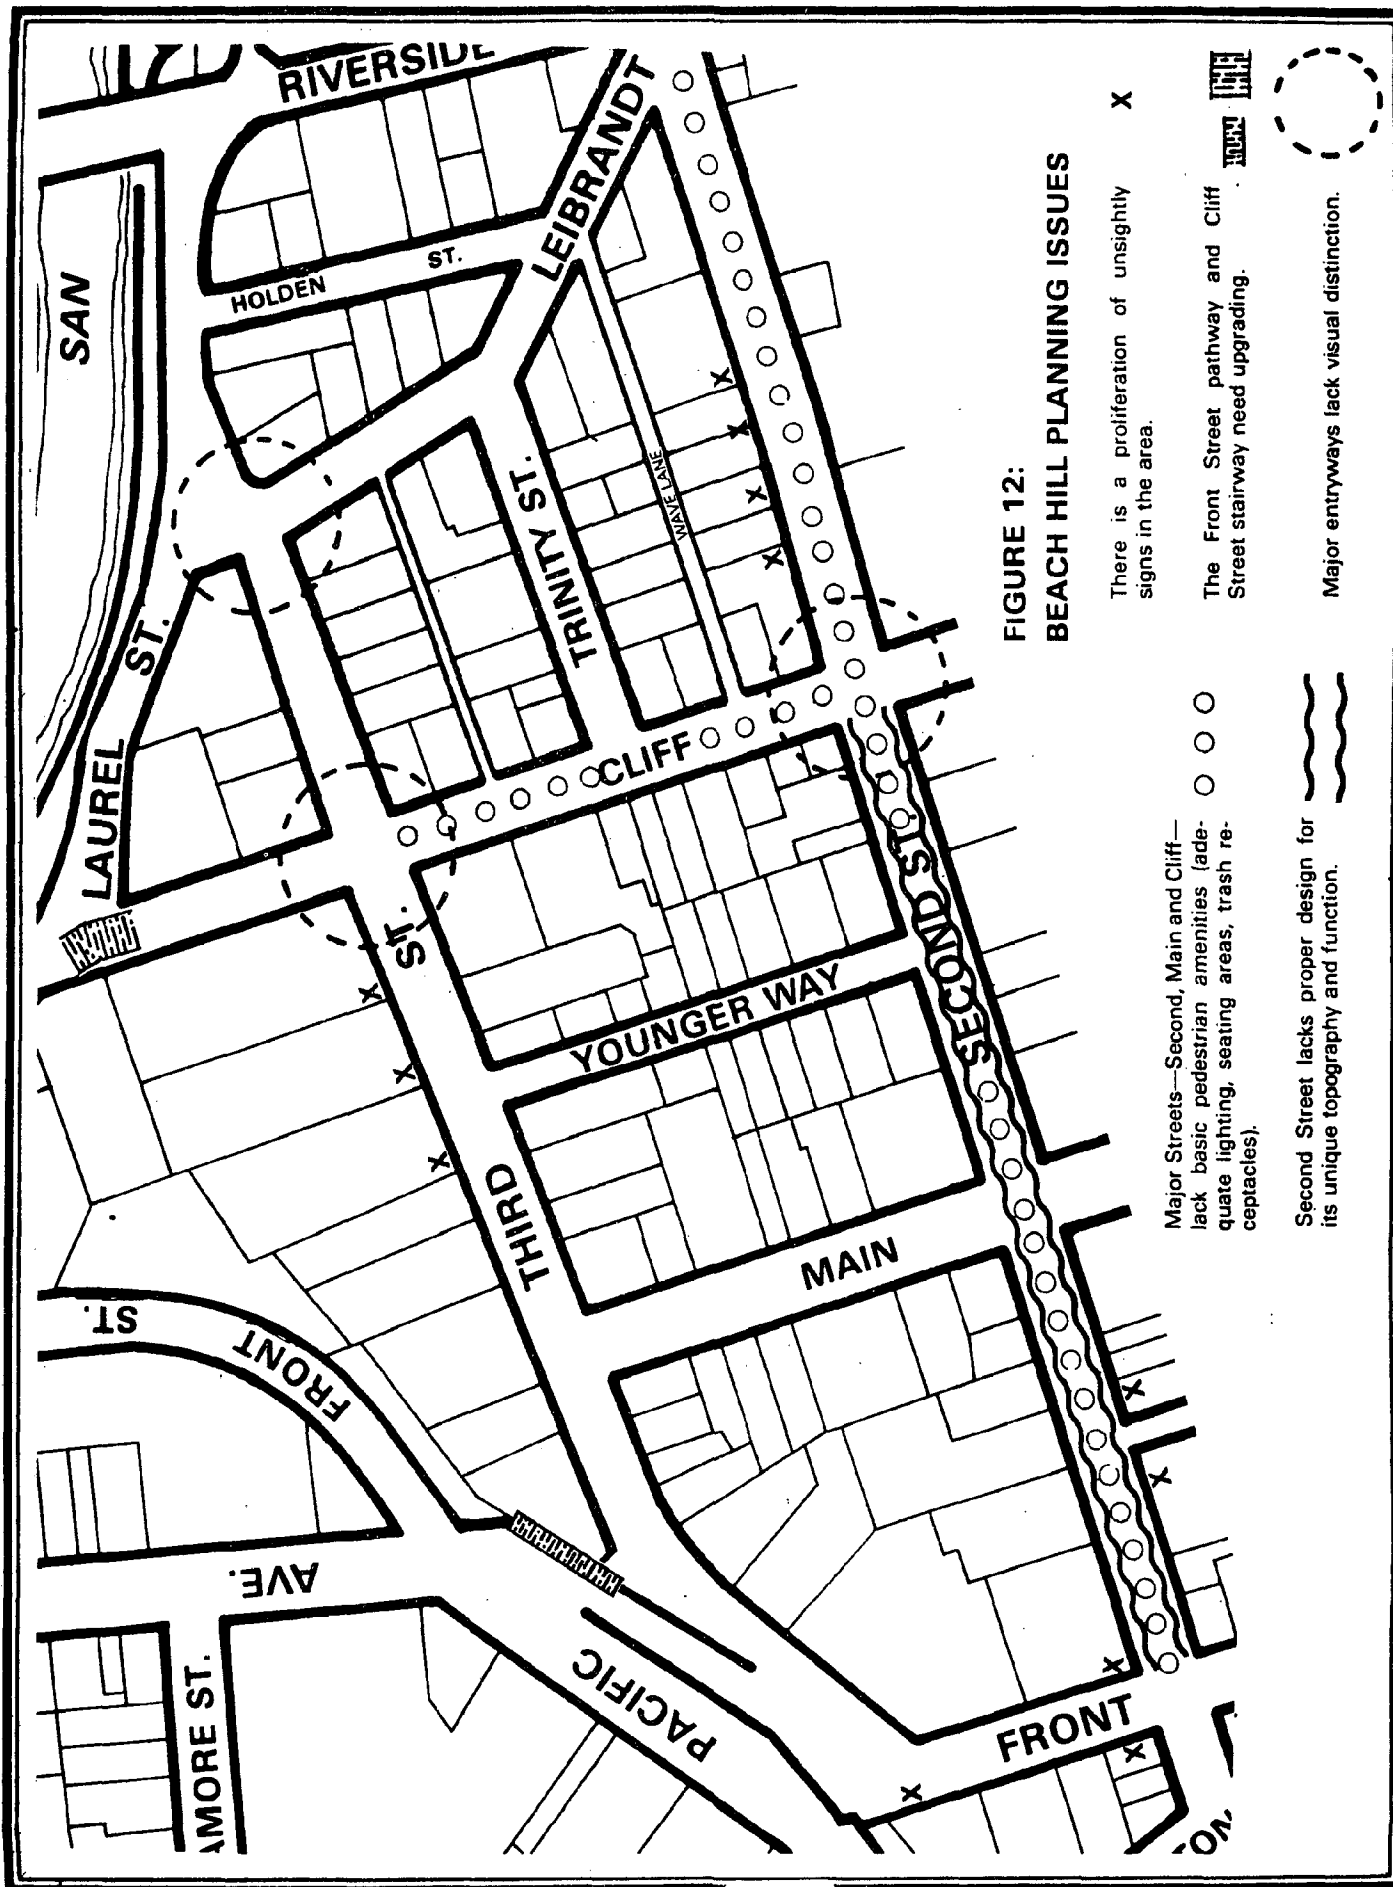 SAN
RIVERSIDE
LAUREL ST.
HOLDEN ST.
LEIBRANDT
TRINITY ST.
WAVE LANE
CLIFF
THIRD ST.
YOUNGER WAY
SECOND ST.
MAIN
FRONT ST.
PACIFIC AVE.
AMORE ST.
FRONT
X
X
X
X
X
X
X
X
X
X
X
X
FIGURE 12:
BEACH HILL PLANNING ISSUES
Major Streets—Second, Main and Cliff—
lack basic pedestrian amenities (ade-
quate lighting, seating areas, trash re-
ceptacles).
Second Street lacks proper design for
its unique topography and function.
There is a proliferation of unsightly
signs in the area.
X
The Front Street pathway and Cliff
Street stairway need upgrading.
Major entryways lack visual distinction.